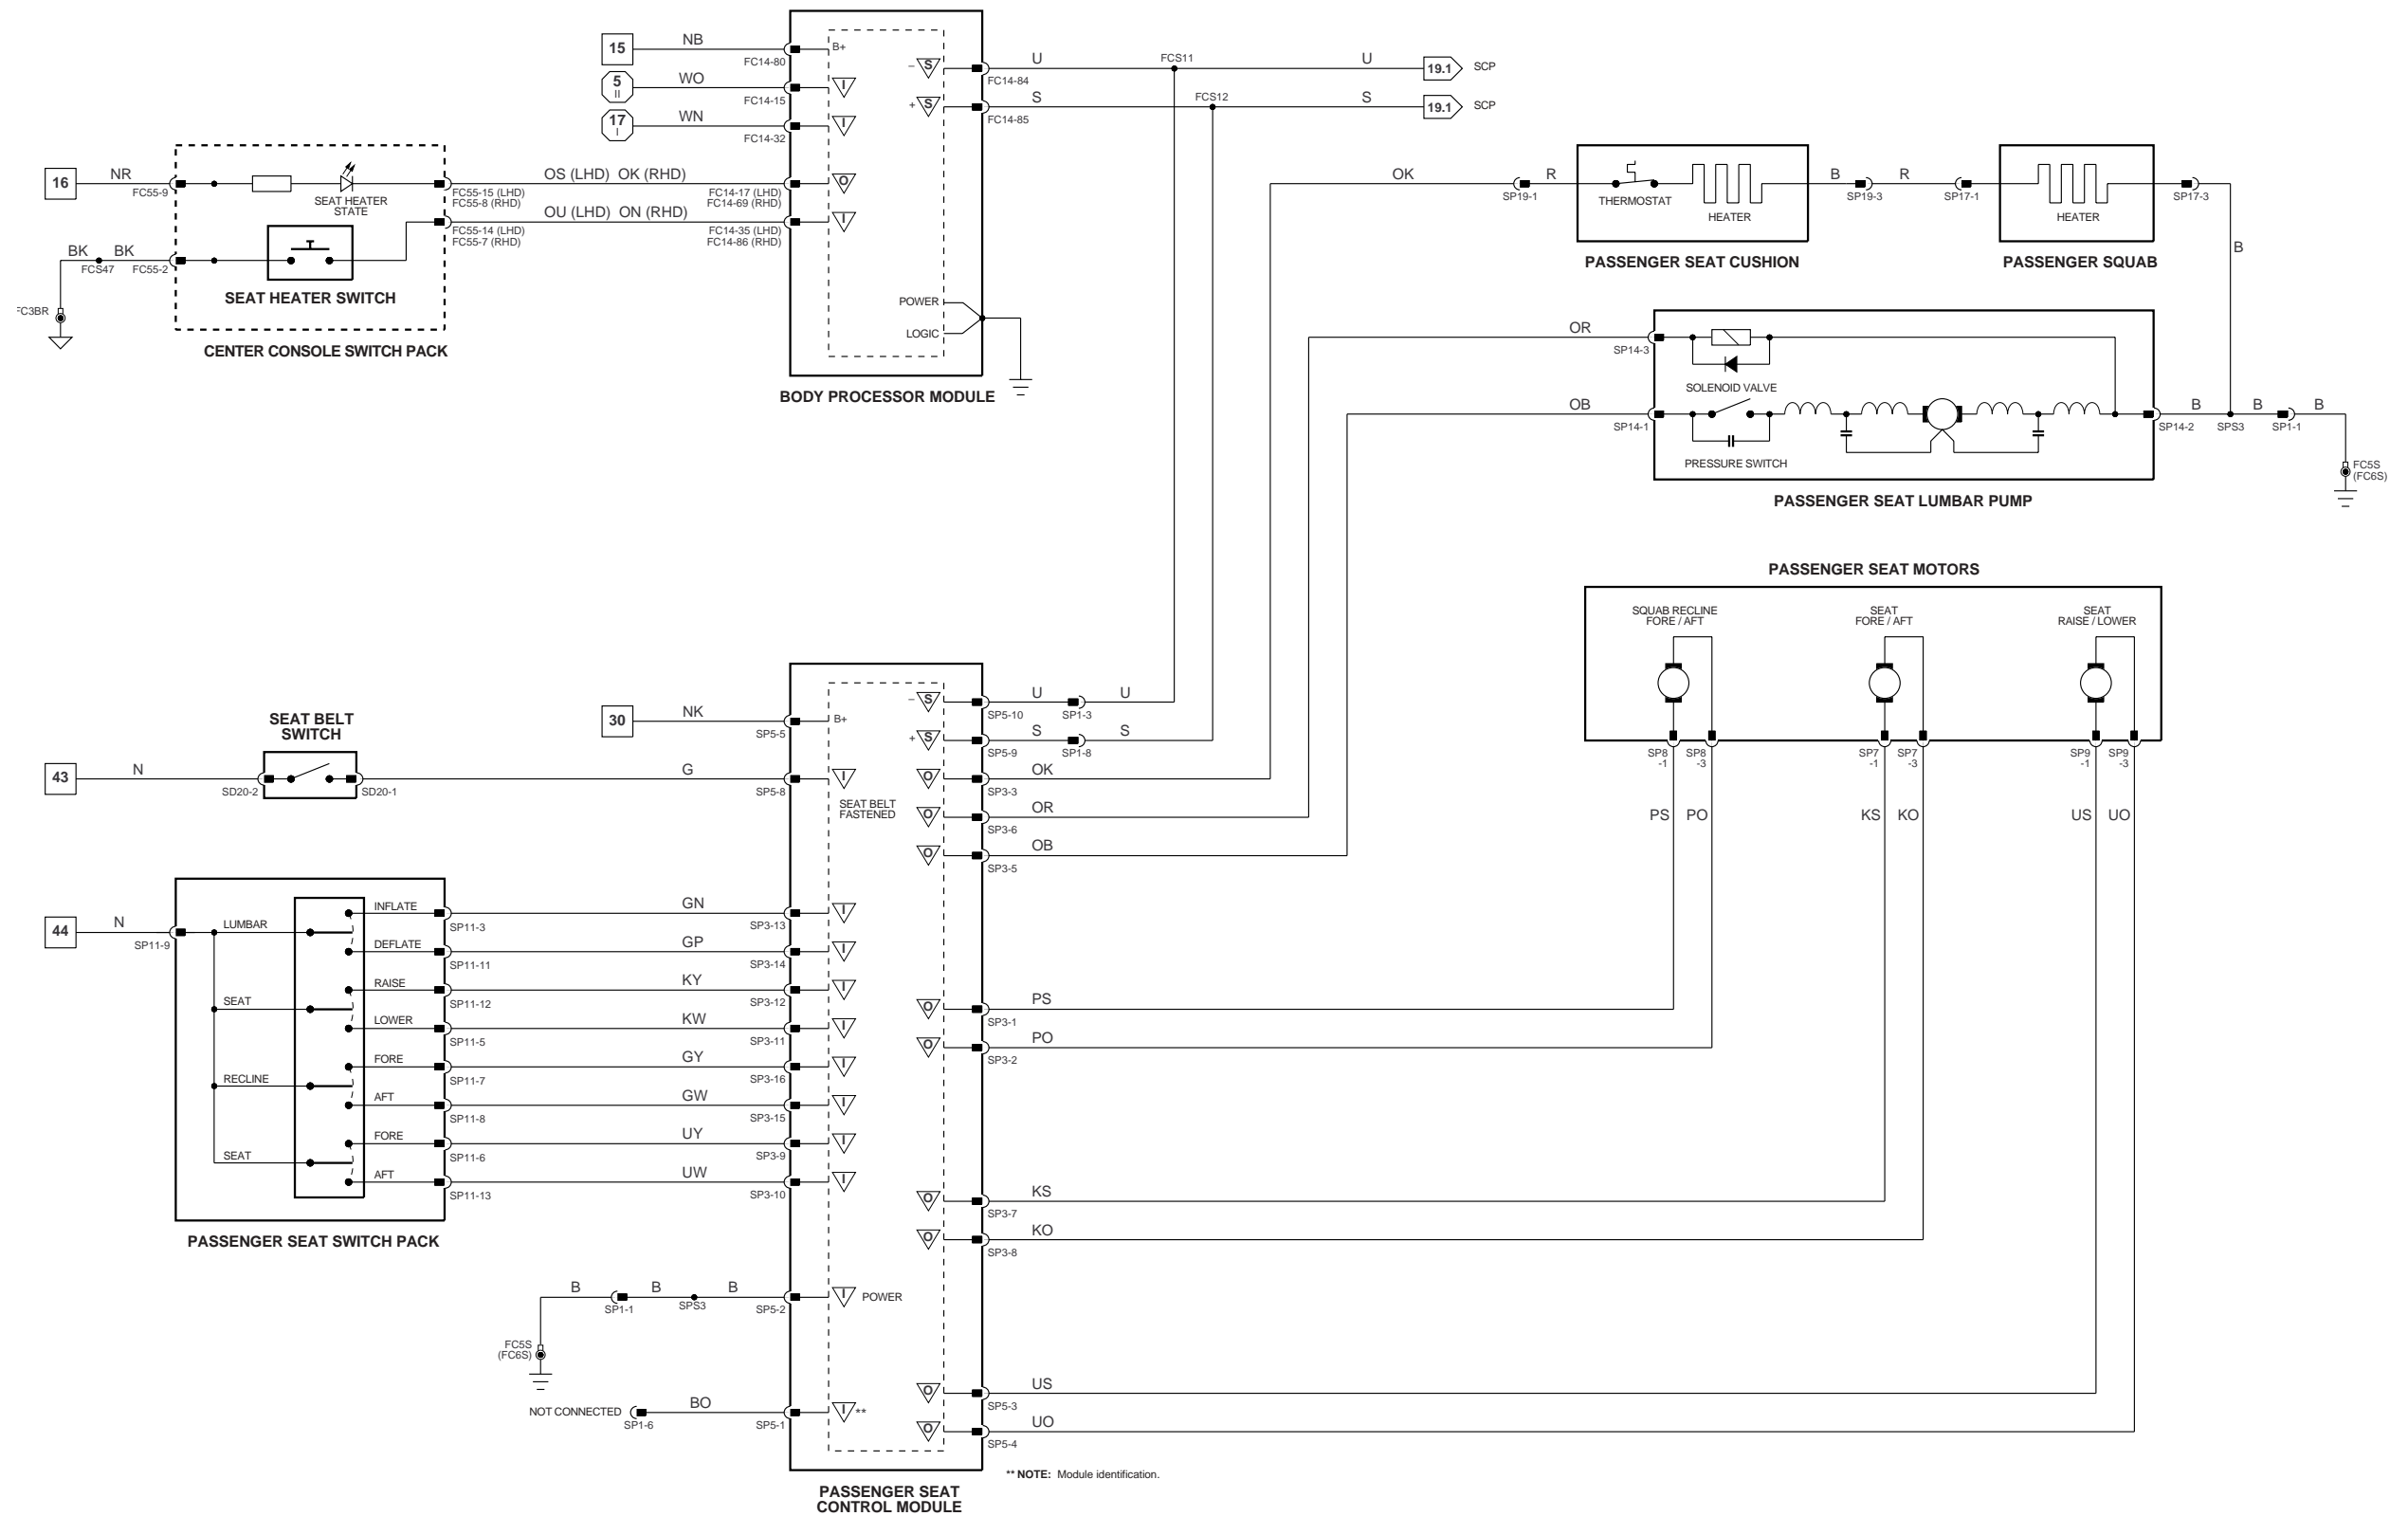 15
NB
FC14-80
B+
5
II
WO
FC14-15
17
I
WN
FC14-32
I
I
– S
U
FC14-84
FCS11
U
19.1
SCP
+ S
S
FC14-85
FCS12
S
19.1
SCP
16
NR
FC55-9
SEAT HEATER
STATE
FC55-15 (LHD)
FC55-8 (RHD)
OS (LHD) OK (RHD)
FC14-17 (LHD)
FC14-69 (RHD)
O
FC55-14 (LHD)
FC55-7 (RHD)
OU (LHD) ON (RHD)
FC14-35 (LHD)
FC14-86 (RHD)
I
BK
BK
FCS47
FC55-2
SEAT HEATER SWITCH
FC3BR
CENTER CONSOLE SWITCH PACK
POWER
LOGIC
BODY PROCESSOR MODULE
OK
SP19-1
R
THERMOSTAT
HEATER
B
SP19-3
R
SP17-1
HEATER
SP17-3
B
PASSENGER SEAT CUSHION
PASSENGER SQUAB
OR
SP14-3
SOLENOID VALVE
OB
SP14-1
PRESSURE SWITCH
B
SP14-2
SPS3
B
SP1-1
B
FC5S
(FC6S)
PASSENGER SEAT LUMBAR PUMP
PASSENGER SEAT MOTORS
SQUAB RECLINE
FORE / AFT
SEAT
FORE / AFT
SEAT
RAISE / LOWER
SP8
-1
SP8
-3
SP7
-1
SP7
-3
SP9
-1
SP9
-3
PS
PO
KS
KO
US
UO
30
NK
SP5-5
B+
– S
U
SP5-10
SP1-3
U
+ S
S
SP5-9
SP1-8
S
SEAT BELT
SWITCH
43
N
SD20-2
SD20-1
G
SP5-8
I
SEAT BELT
FASTENED
O
OK
SP3-3
O
OR
SP3-6
O
OB
SP3-5
44
N
SP11-9
LUMBAR
INFLATE
SP11-3
GN
SP3-13
I
DEFLATE
SP11-11
GP
SP3-14
I
SEAT
RAISE
SP11-12
KY
SP3-12
I
LOWER
SP11-5
KW
SP3-11
I
RECLINE
FORE
SP11-7
GY
SP3-16
I
AFT
SP11-8
GW
SP3-15
I
SEAT
FORE
SP11-6
UY
SP3-9
I
AFT
SP11-13
UW
SP3-10
I
PASSENGER SEAT SWITCH PACK
O
PS
SP3-1
O
PO
SP3-2
O
KS
SP3-7
O
KO
SP3-8
B
SP1-1
B
SPS3
B
SP5-2
I
POWER
FC5S
(FC6S)
NOT CONNECTED
SP1-6
BO
SP5-1
I
**
O
US
SP5-3
O
UO
SP5-4
** NOTE: Module identification.
PASSENGER SEAT
CONTROL MODULE